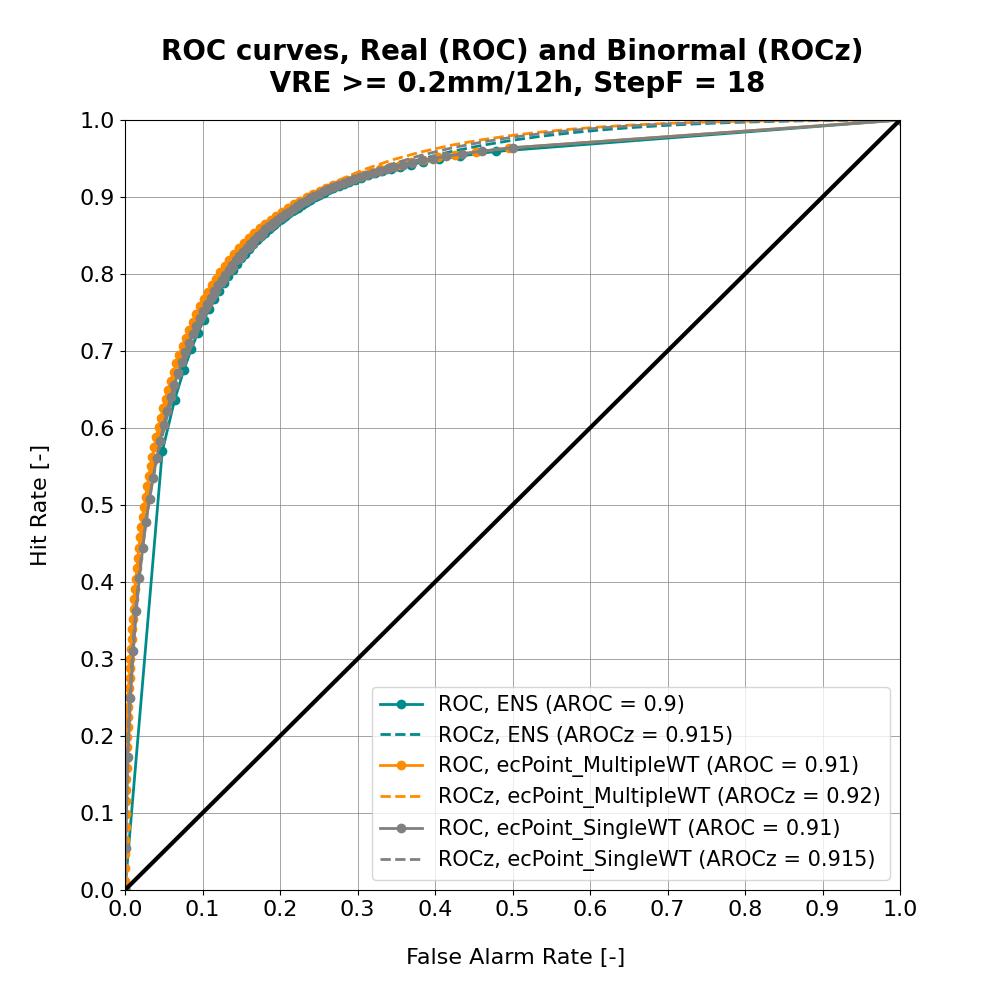 ROC curves, Real (ROC) and Binormal (ROCz)
VRE >= 0.2mm/12h, StepF = 18
1.0
0.9
0.8
0.7
0.6
0.5
0.4
0.3
0.2
0.1
0.0
Hit Rate [-]
ROC, ENS (AROC = 0.9)
ROCz, ENS (AROCz = 0.915)
ROC, ecPoint_MultipleWT (AROC = 0.91)
ROCz, ecPoint_MultipleWT (AROCz = 0.92)
ROC, ecPoint_SingleWT (AROC = 0.91)
ROCz, ecPoint_SingleWT (AROCz = 0.915)
0.0 0.1 0.2 0.3 0.4 0.5 0.6 0.7 0.8 0.9 1.0
False Alarm Rate [-]